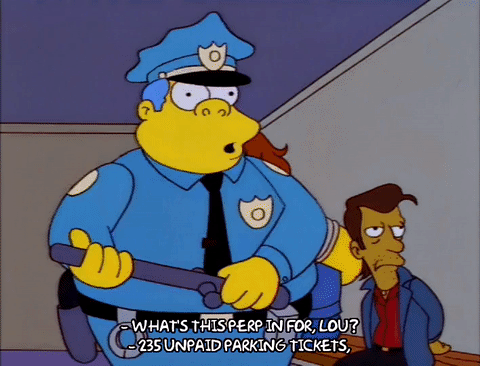 - WHAT'S THIS PERP IN FOR, LOU?
- 235 UNPAID PARKING TICKETS,